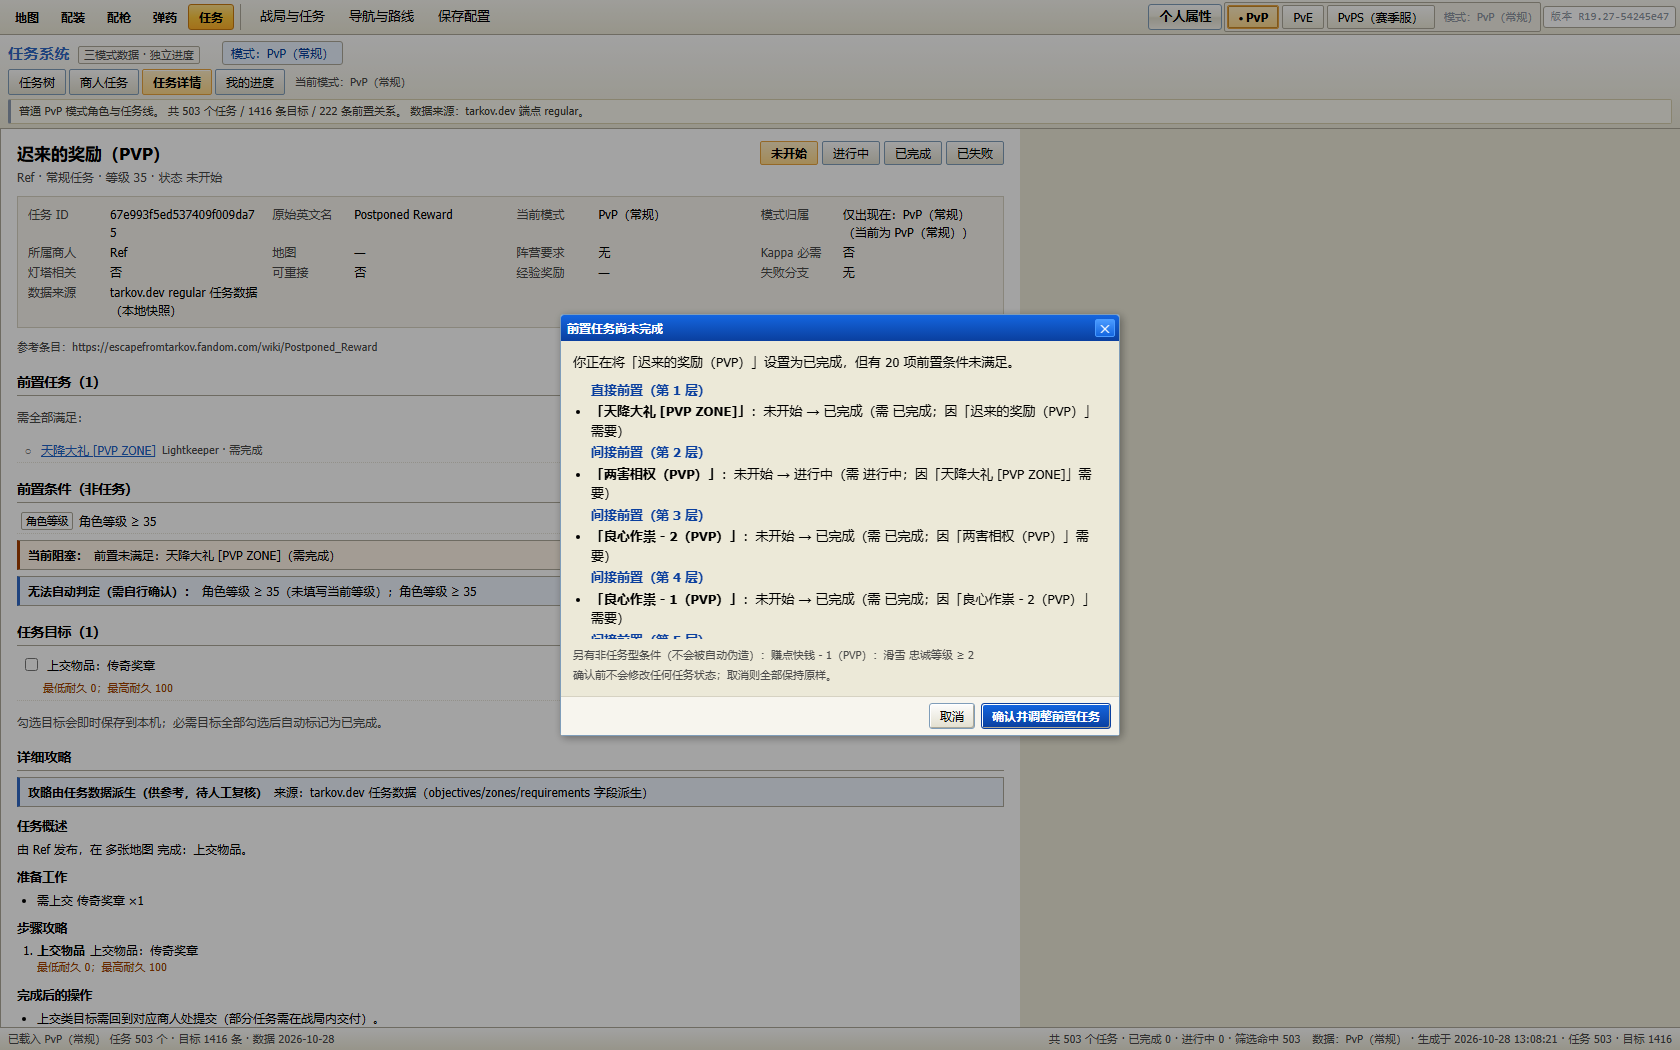 地图 配装 配枪 弹药 任务 战局与任务 导航与路线 保存配置 个人属性 • PvP PvE PvPS（赛季服） 模式：PvP（常规） 版本 R19.27-54245e47
任务系统 三模式数据 · 独立进度 模式：PvP（常规）
任务树 商人任务 任务详情 我的进度 当前模式：PvP（常规）
普通 PvP 模式角色与任务线。 共 503 个任务 / 1416 条目标 / 222 条前置关系。 数据来源：tarkov.dev 端点 regular。
迟来的奖励（PVP） 未开始 进行中 已完成 已失败
Ref · 常规任务 · 等级 35 · 状态 未开始
任务 ID 67e993f5ed537409f009da7 原始英文名 Postponed Reward 当前模式 PvP（常规） 模式归属 仅出现在：PvP（常规）
5 （当前为 PvP（常规））
所属商人 Ref 地图 — 阵营要求 无 Kappa 必需 否
灯塔相关 否 可重接 否 经验奖励 — 失败分支 无
数据来源 tarkov.dev regular 任务数据
（本地快照）
参考条目：https://escapefromtarkov.fandom.com/wiki/Postponed_Reward
前置任务（1）
需全部满足：
○ 天降大礼 [PVP ZONE] Lightkeeper · 需完成
前置条件（非任务）
角色等级 角色等级 ≥ 35
当前阻塞： 前置未满足：天降大礼 [PVP ZONE]（需完成）
无法自动判定（需自行确认）： 角色等级 ≥ 35（未填写当前等级）；角色等级 ≥ 35
任务目标（1）
上交物品：传奇奖章
最低耐久 0；最高耐久 100
勾选目标会即时保存到本机；必需目标全部勾选后自动标记为已完成。
详细攻略
攻略由任务数据派生（供参考，待人工复核） 来源：tarkov.dev 任务数据（objectives/zones/requirements 字段派生）
任务概述
由 Ref 发布，在 多张地图 完成：上交物品。
准备工作
• 需上交 传奇奖章 ×1
步骤攻略
1. 上交物品 上交物品：传奇奖章
最低耐久 0；最高耐久 100
完成后的操作
• 上交类目标需回到对应商人处提交（部分任务需在战局内交付）。
前置任务尚未完成
你正在将「迟来的奖励（PVP）」设置为已完成，但有 20 项前置条件未满足。
直接前置（第 1 层）
• 「天降大礼 [PVP ZONE]」：未开始 → 已完成（需 已完成；因「迟来的奖励（PVP）」
需要）
间接前置（第 2 层）
• 「两害相权（PVP）」：未开始 → 进行中（需 进行中；因「天降大礼 [PVP ZONE]」需
要）
间接前置（第 3 层）
• 「良心作祟 - 2（PVP）」：未开始 → 已完成（需 已完成；因「两害相权（PVP）」需
要）
间接前置（第 4 层）
• 「良心作祟 - 1（PVP）」：未开始 → 已完成（需 已完成；因「良心作祟 - 2（PVP）」
需要）
间接前置（第 5 层）
另有非任务型条件（不会被自动伪造）：赚点快钱 - 1（PVP）：滑雪 忠诚等级 ≥ 2
确认前不会修改任何任务状态；取消则全部保持原样。
取消 确认并调整前置任务
已载入 PvP（常规） 任务 503 个 · 目标 1416 条 · 数据 2026-10-28 共 503 个任务 · 已完成 0 · 进行中 0 · 筛选命中 503 数据：PvP（常规） · 生成于 2026-10-28 13:08:21 · 任务 503 · 目标 1416